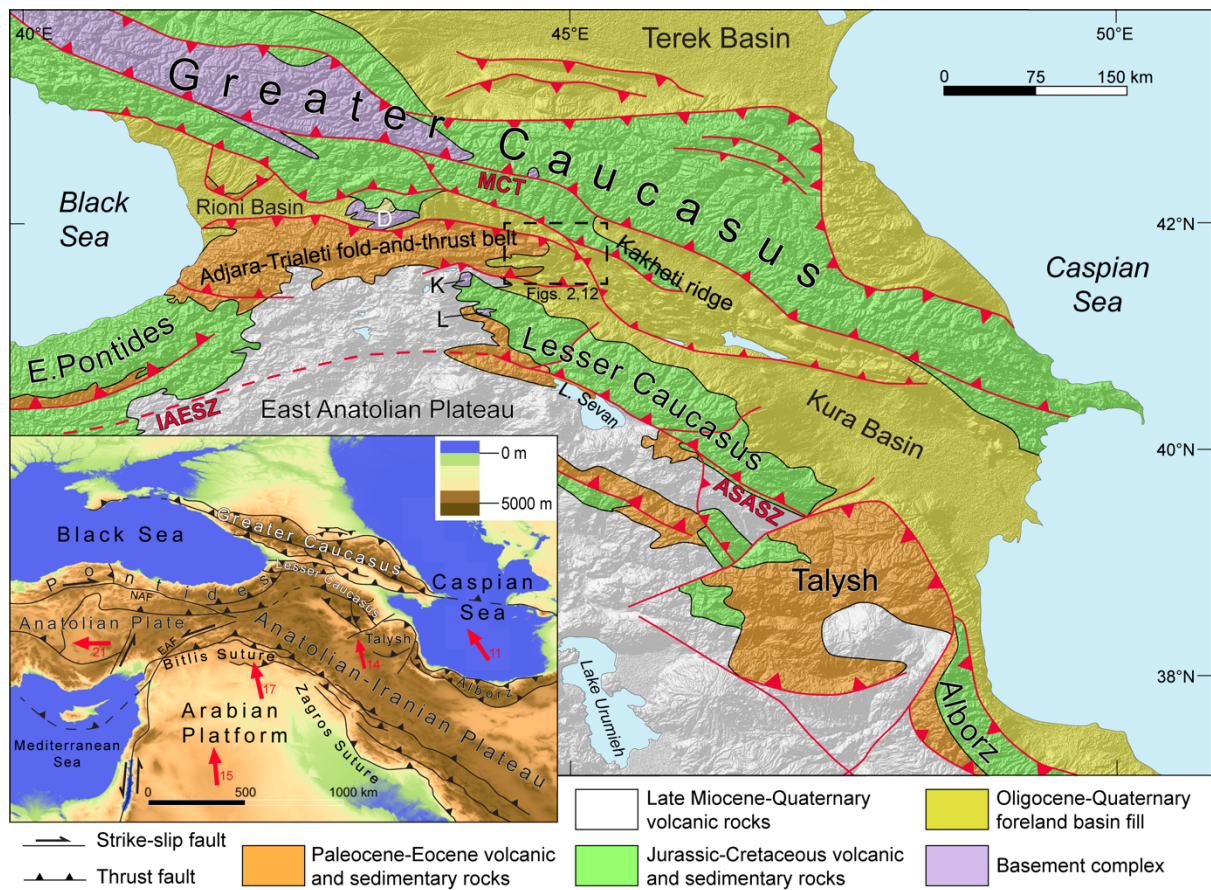 40°E
45°E
50°E
Terek Basin
0 75 150 km
Greater Caucasus
MCT
Black
Sea
Rioni Basin
D
42°N
Adjara-Trialeti fold-and-thrust belt
Kakheti ridge
Caspian
Sea
K
Figs. 2,12
L
E.Pontides
Lesser Caucasus
L. Sevan
IAESZ
East Anatolian Plateau
Kura Basin
40°N
ASASZ
Talysh
38°N
Lake Urumieh
Alborz
0 m
5000 m
Black Sea
Greater Caucasus
Lesser Caucasus
Caspian
Sea
Pontides
NAF
Anatolian Plate
21
EAF
Bitlis Suture
Talysh
14
11
Alborz
17
Anatolian-Iranian Plateau
Zagros Suture
Arabian
Platform
Mediterranean
Sea
15
0 500 1000 km
Strike-slip fault
Thrust fault
Late Miocene-Quaternary
volcanic rocks
Oligocene-Quaternary
foreland basin fill
Paleocene-Eocene volcanic
and sedimentary rocks
Jurassic-Cretaceous volcanic
and sedimentary rocks
Basement complex